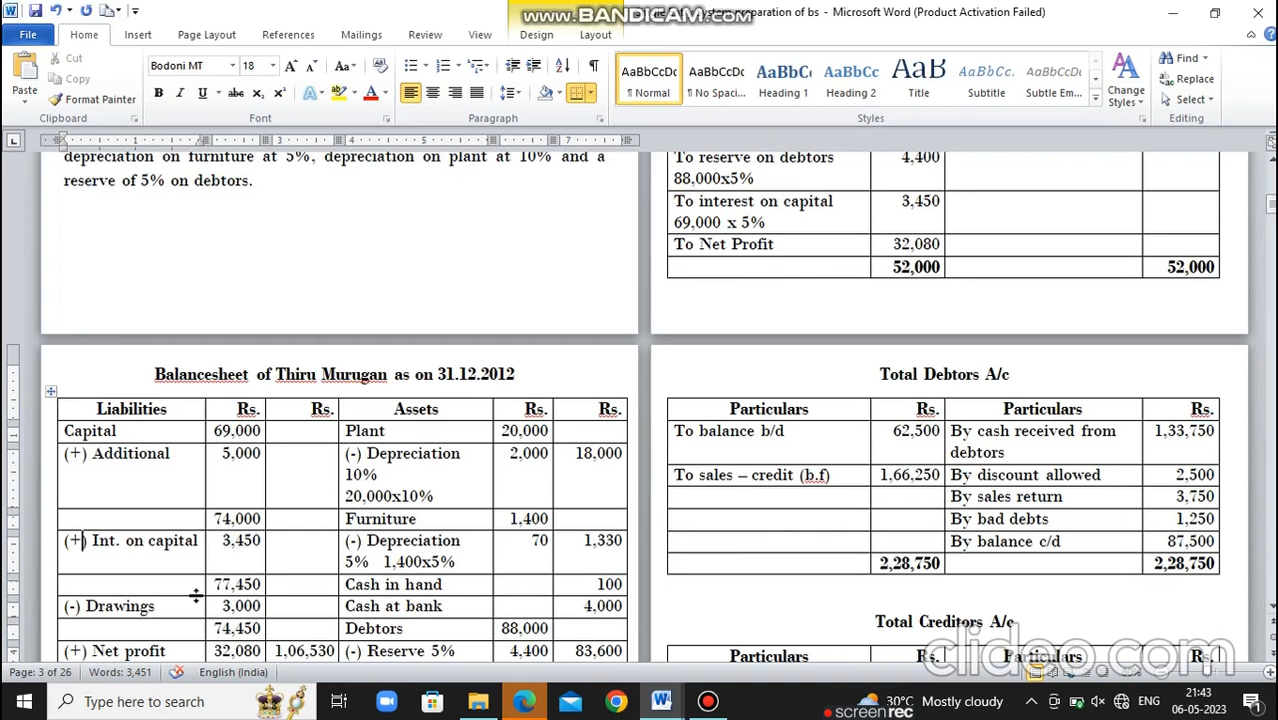 www.BANDICAM.com
preparation of bs - Microsoft Word (Product Activation Failed)
File Home Insert Page Layout References Mailings Review View Design Layout
Cut
Copy
Format Painter
Paste
Clipboard
Bodoni MT 18
Font
Paragraph
AaBbCcDc AaBbCcDc AaBbC AaBbCc AaB AaBbCcL AaBbCcDc
¶ Normal ¶ No Spaci... Heading 1 Heading 2 Title Subtitle Subtle Em...
Change Styles
Styles
Find
Replace
Select
Editing
depreciation on furniture at 5%, depreciation on plant at 10% and a
reserve of 5% on debtors.
To reserve on debtors 4,400
88,000x5%
To interest on capital 3,450
69,000 x 5%
To Net Profit 32,080
52,000 52,000
Balancesheet of Thiru Murugan as on 31.12.2012
Liabilities Rs. Rs. Assets Rs. Rs.
Capital 69,000 Plant 20,000
(+) Additional 5,000 (-) Depreciation 2,000 18,000
10%
20,000x10%
74,000 Furniture 1,400
(+) Int. on capital 3,450 (-) Depreciation 70 1,330
5% 1,400x5%
77,450 Cash in hand 100
(-) Drawings 3,000 Cash at bank 4,000
74,450 Debtors 88,000
(+) Net profit 32,080 1,06,530 (-) Reserve 5% 4,400 83,600
Total Debtors A/c
Particulars Rs. Particulars Rs.
To balance b/d 62,500 By cash received from 1,33,750
debtors
To sales – credit (b.f) 1,66,250 By discount allowed 2,500
By sales return 3,750
By bad debts 1,250
By balance c/d 87,500
2,28,750 2,28,750
Total Creditors A/c
Particulars Rs. Particulars Rs.
clideo.com
Page: 3 of 26 Words: 3,451 English (India)
Type here to search
30°C Mostly cloudy
ENG
21:43
06-05-2023
screenrec